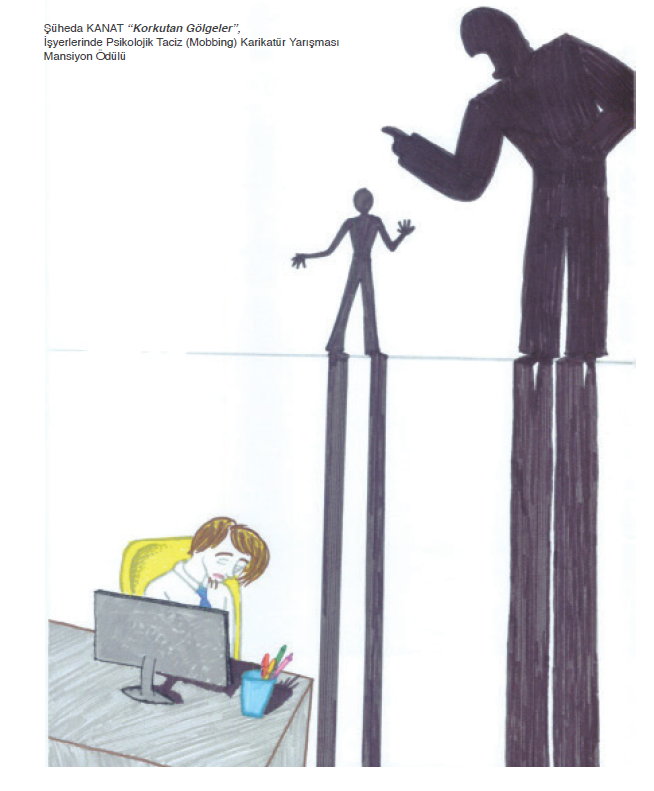 Şüheda KANAT “Korkutan Gölgeler”,
İşyerlerinde Psikolojik Taciz (Mobbing) Karikatür Yarışması
Mansiyon Ödülü